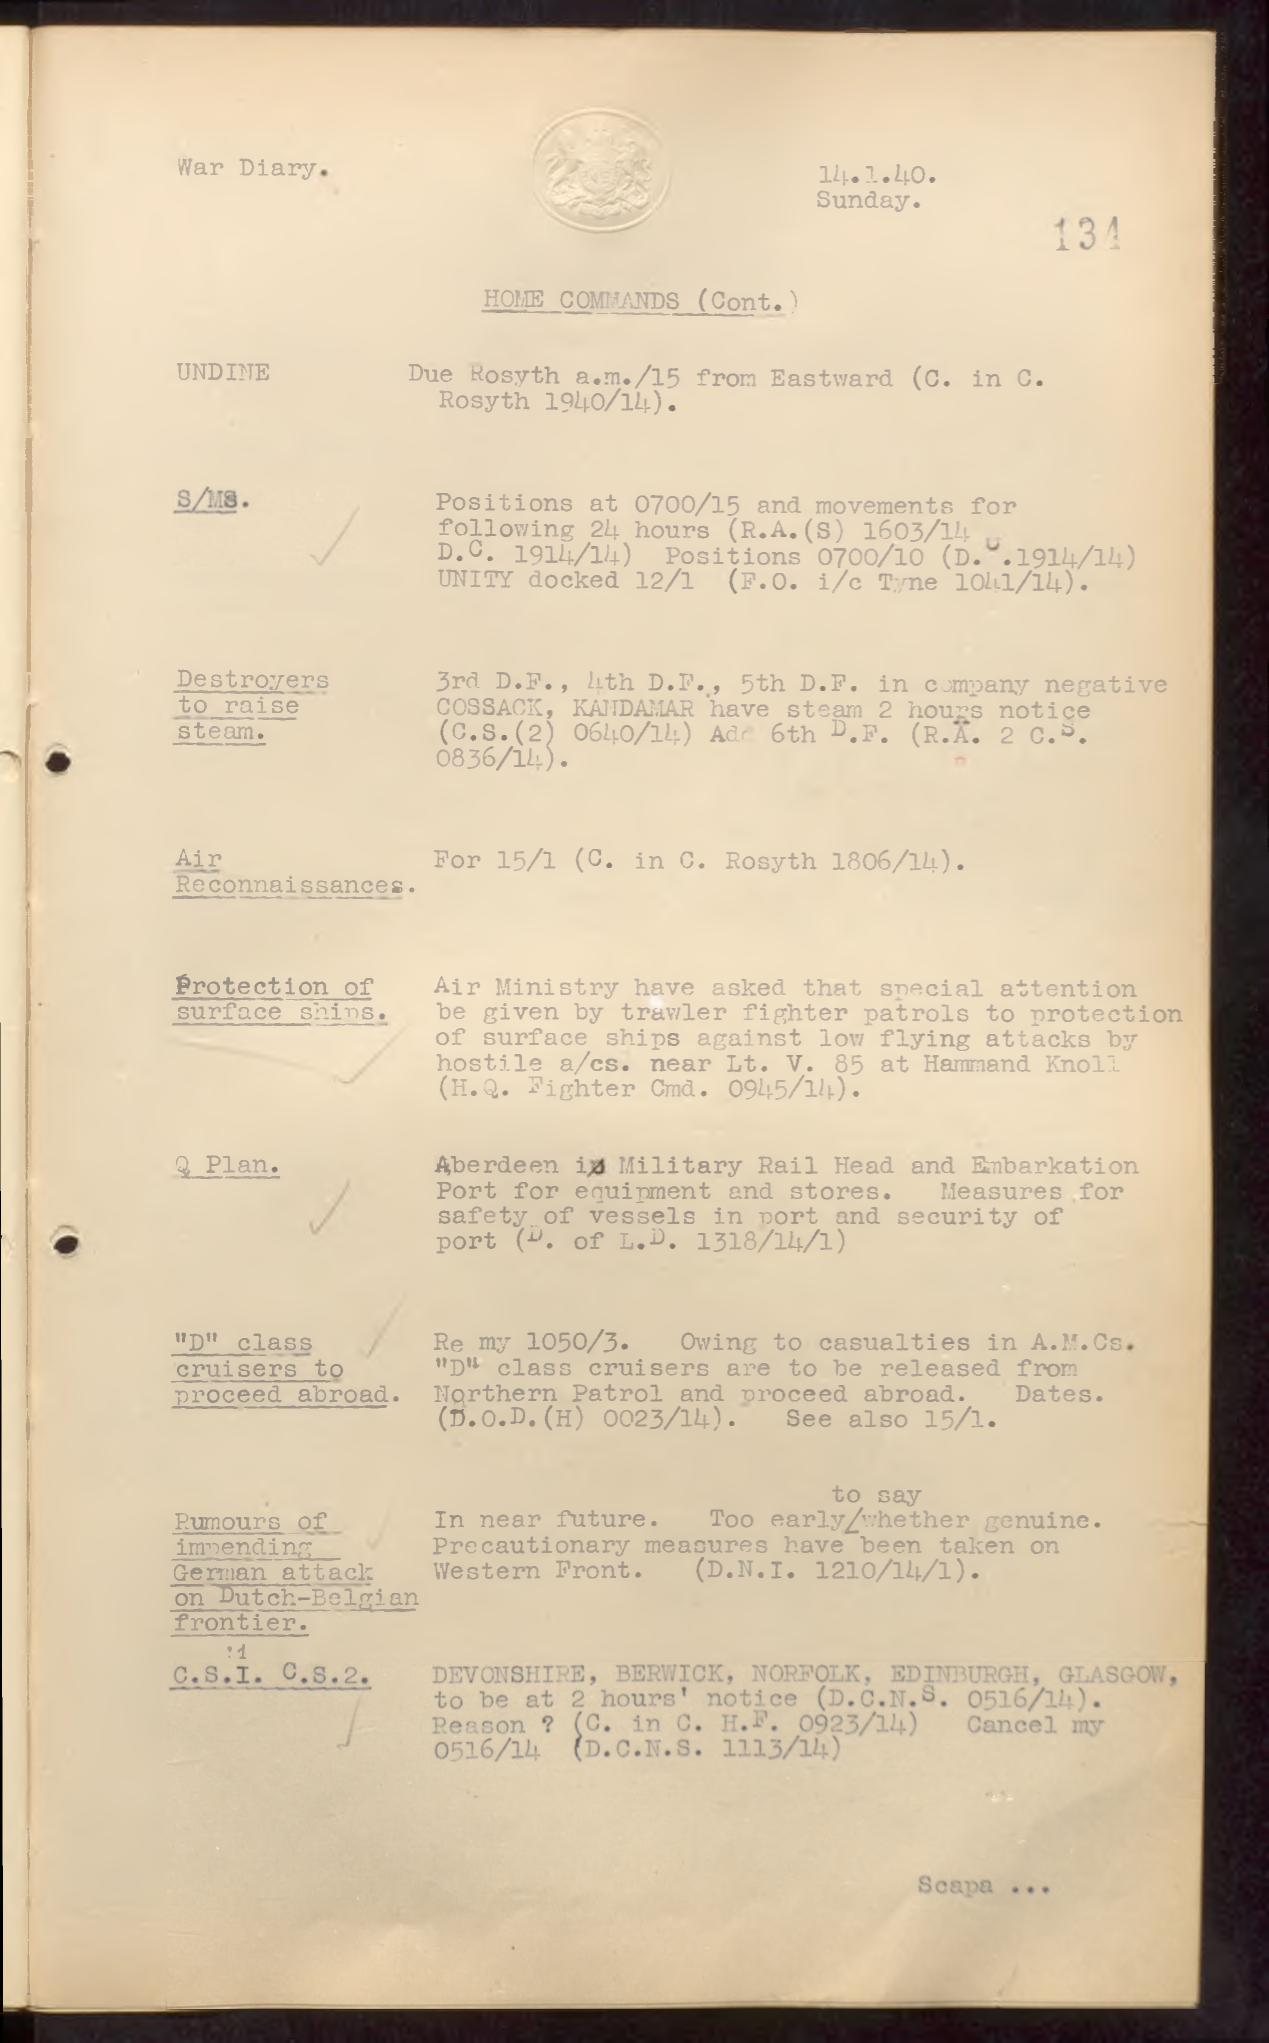 War Diary.
14.1.40.
Sunday.
134
HOME COMMANDS (Cont.)
UNDINE Due Rosyth a.m./15 from Eastward (C. in C.
Rosyth 1940/14).
S/MS. Positions at 0700/15 and movements for
following 24 hours (R.A.(S) 1603/14
D.C. 1914/14) Positions 0700/10 (D.C.1914/14)
UNITY docked 12/1 (F.O. i/c Tyne 1041/14).
Destroyers 3rd D.F., 4th D.F., 5th D.F. in company negative
to raise COSSACK, KANDAMAR have steam 2 hours notice
steam. (C.S.(2) 0640/14) Add 6th D.F. (R.A. 2 C.S.
0836/14).
Air For 15/1 (C. in C. Rosyth 1806/14).
Reconnaissances.
Protection of Air Ministry have asked that special attention
surface ships. be given by trawler fighter patrols to protection
of surface ships against low flying attacks by
hostile a/cs. near Lt. V. 85 at Hammand Knoll
(H.Q. Fighter Cmd. 0945/14).
Q Plan. Aberdeen is Military Rail Head and Embarkation
Port for equipment and stores. Measures for
safety of vessels in port and security of
port (D. of L.D. 1318/14/1)
"D" class Re my 1050/3. Owing to casualties in A.M.Cs.
cruisers to "D" class cruisers are to be released from
proceed abroad. Northern Patrol and proceed abroad. Dates.
(D.O.D.(H) 0023/14). See also 15/1.
to say
Rumours of In near future. Too early/whether genuine.
impending Precautionary measures have been taken on
German attack Western Front. (D.N.I. 1210/14/1).
on Dutch-Belgian
frontier.
C.S.I. C.S.2. DEVONSHIRE, BERWICK, NORFOLK, EDINBURGH, GLASGOW,
to be at 2 hours' notice (D.C.N.S. 0516/14).
Reason ? (C. in C. H.F. 0923/14) Cancel my
0516/14 (D.C.N.S. 1113/14)
Scapa ...